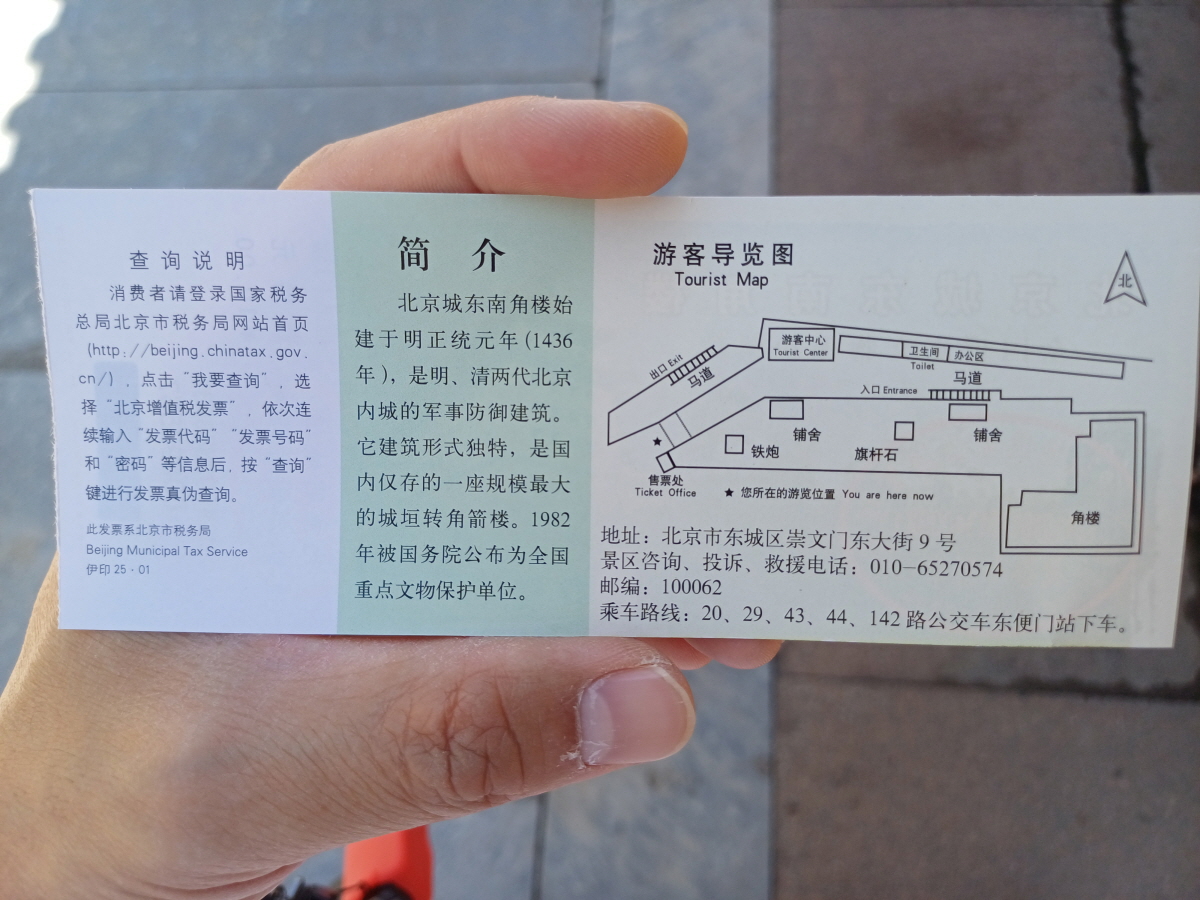 查询说明
消费者请登录国家税务
总局北京市税务局网站首页
(http://beijing.chinatax.gov.
cn/)，点击“我要查询”，选
择“北京增值税发票”，依次连
续输入“发票代码”“发票号码”
和“密码”等信息后，按“查询”
键进行发票真伪查询。
此发票系北京市税务局
Beijing Municipal Tax Service
伊印 25·01
简 介
北京城东南角楼始
建于明正统元年(1436
年)，是明、清两代北京
内城的军事防御建筑。
它建筑形式独特，是国
内仅存的一座规模最大
的城垣转角箭楼。1982
年被国务院公布为全国
重点文物保护单位。
游客导览图
Tourist Map
北
游客中心
Tourist Center
卫生间
Toilet
办公区
出口 Exit
马道
马道
入口 Entrance
铺舍
铺舍
铁炮
旗杆石
角楼
售票处
Ticket Office
★ 您所在的游览位置 You are here now
地址：北京市东城区崇文门东大街 9 号
景区咨询、投诉、救援电话：010－65270574
邮编：100062
乘车路线：20、29、43、44、142 路公交车东便门站下车。